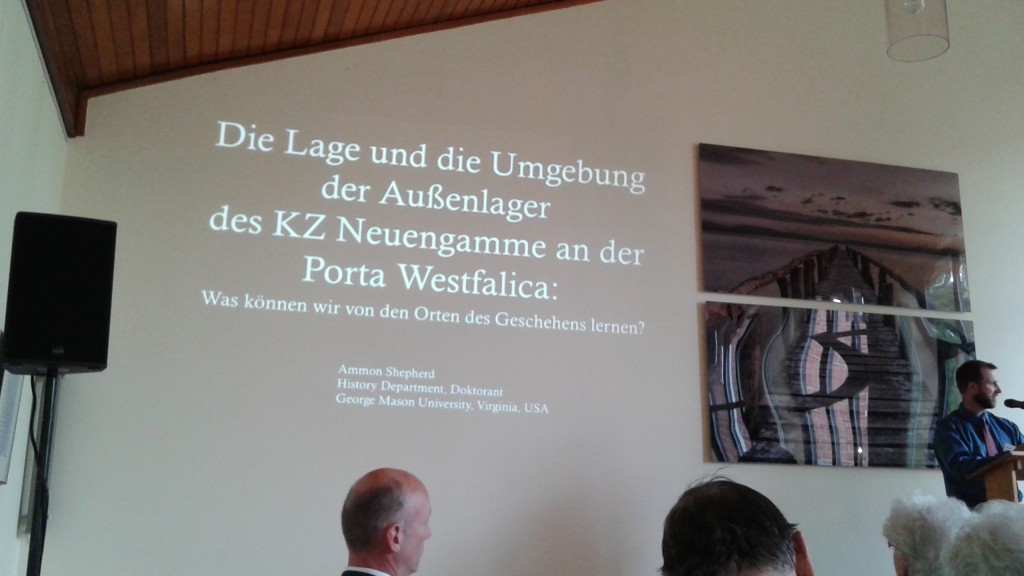 Die Lage und die Umgebung
der Außenlager
des KZ Neuengamme an der
Porta Westfalica:
Was können wir von den Orten des Geschehens lernen?
Ammon Shepherd
History Department, Doktorant
George Mason University, Virginia, USA